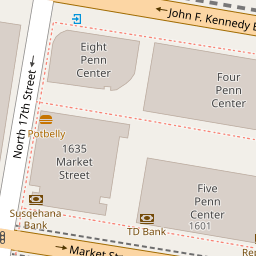 John F. Kennedy B
Eight
Penn
Center
Four
Penn
Center
North 17th Street
Potbelly
1635
Market
Street
Five
Penn
Center
1601
Susqehana
Bank
TD Bank
Market Street
Re